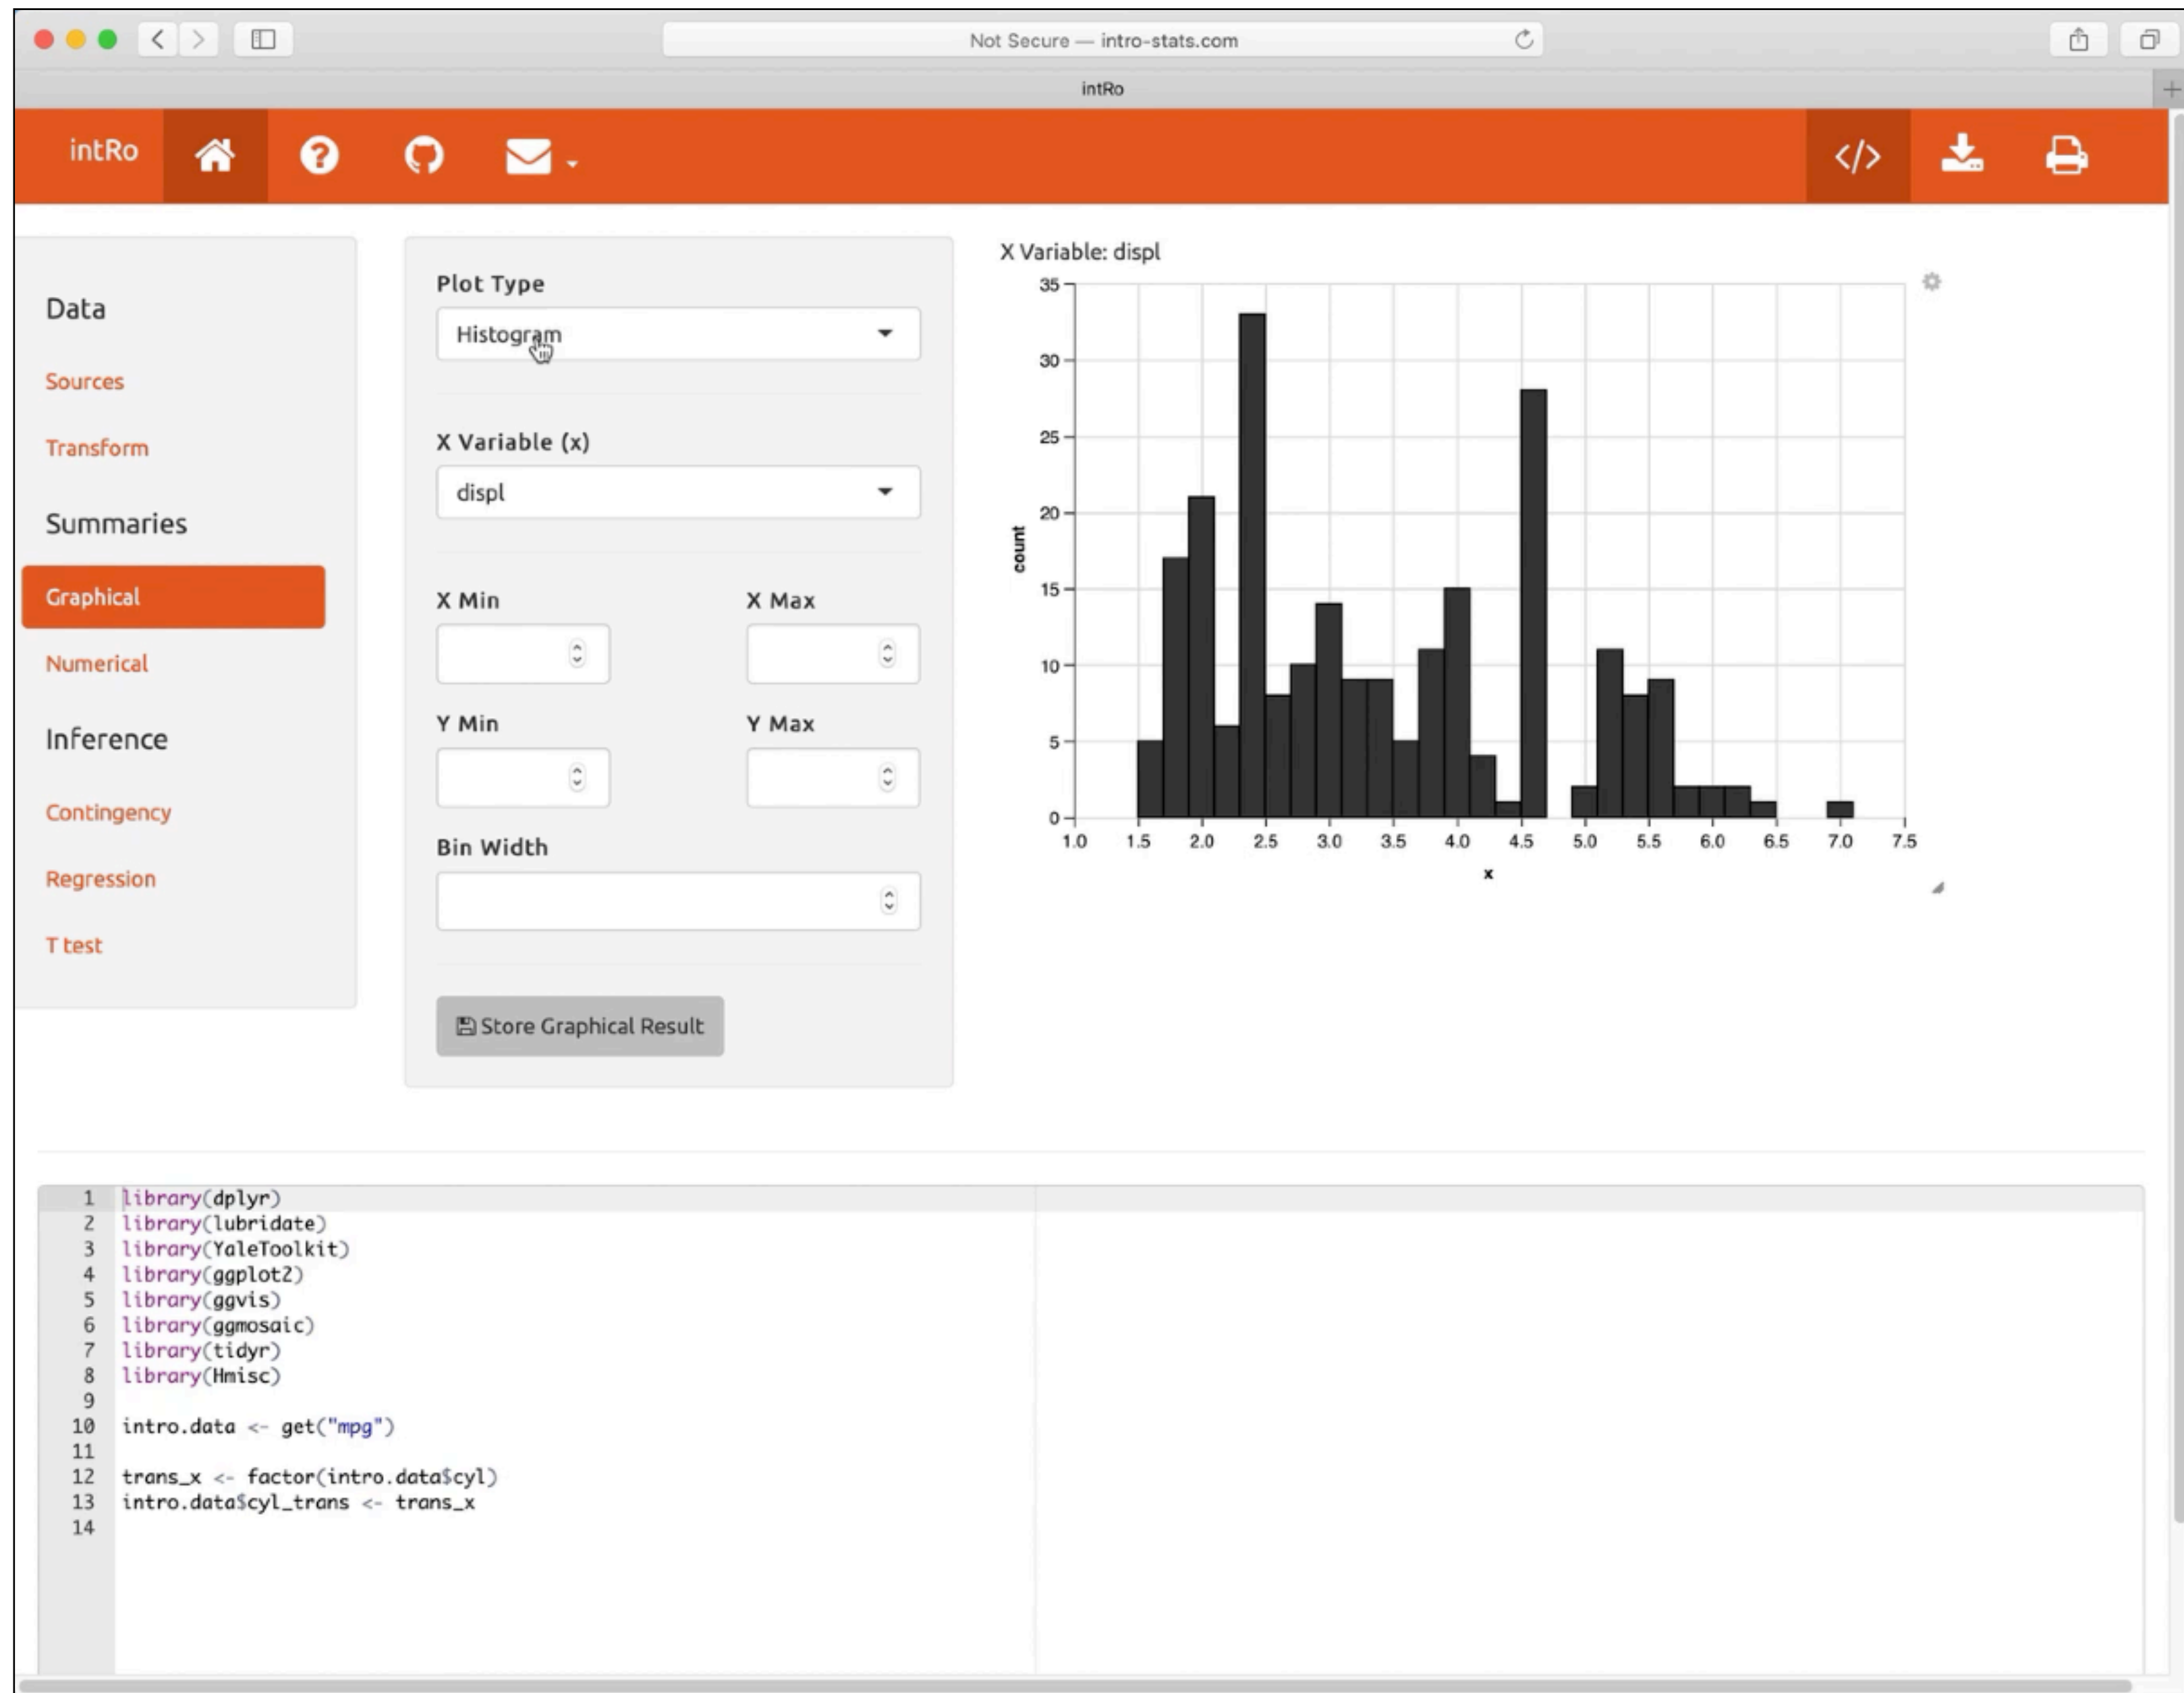 Not Secure — intro-stats.com
intRo
intRo
Data
Sources
Transform
Summaries
Graphical
Numerical
Inference
Contingency
Regression
T test
Plot Type
Histogram
X Variable (x)
displ
X Min X Max
Y Min Y Max
Bin Width
Store Graphical Result
X Variable: displ
35
30
25
20
15
10
5
0
count
1.0 1.5 2.0 2.5 3.0 3.5 4.0 4.5 5.0 5.5 6.0 6.5 7.0 7.5
x
1 library(dplyr)
2 library(lubridate)
3 library(YaleToolkit)
4 library(ggplot2)
5 library(ggvis)
6 library(ggmosaic)
7 library(tidyr)
8 library(Hmisc)
9
10 intro.data <- get("mpg")
11
12 trans_x <- factor(intro.data$cyl)
13 intro.data$cyl_trans <- trans_x
14